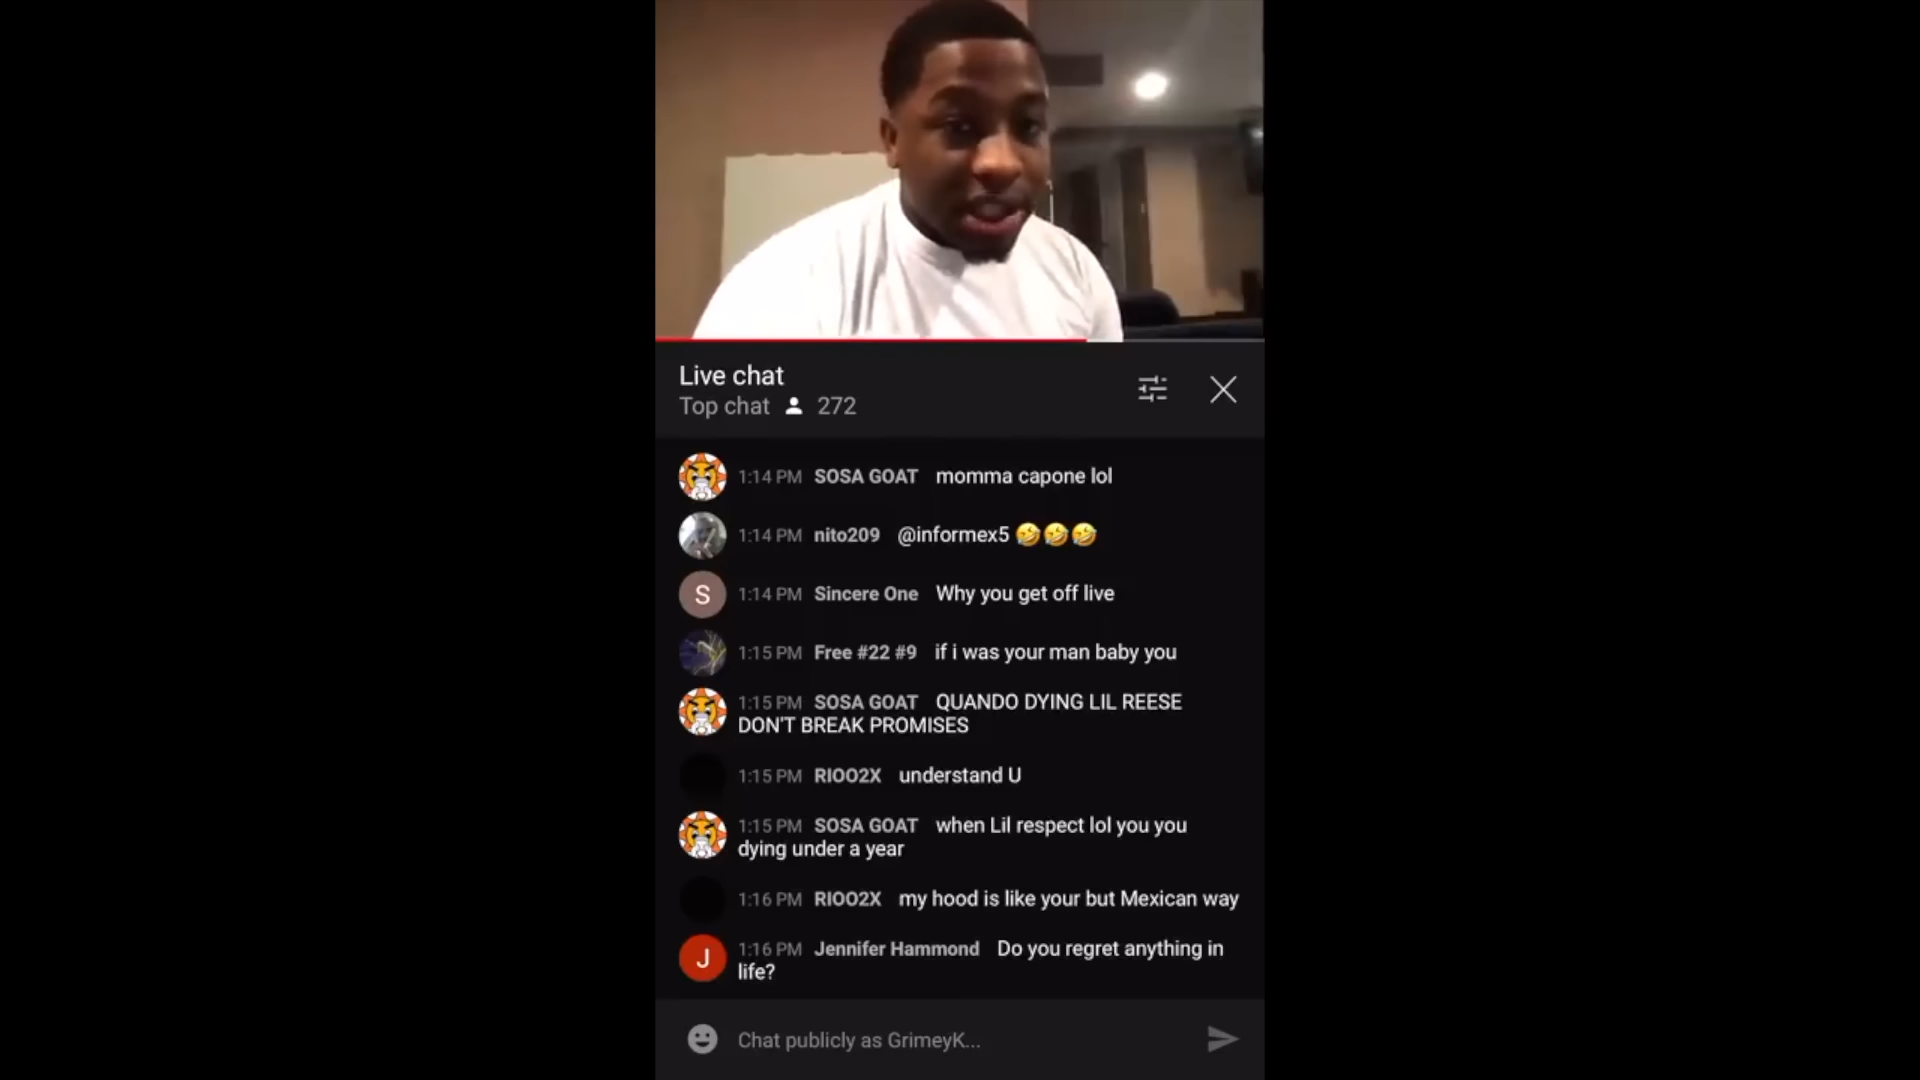 Live chat
Top chat 272
1:14 PM SOSA GOAT momma capone lol
1:14 PM nito209 @informex5 🤣🤣🤣
S 1:14 PM Sincere One Why you get off live
1:15 PM Free #22 #9 if i was your man baby you
1:15 PM SOSA GOAT QUANDO DYING LIL REESE
DON'T BREAK PROMISES
1:15 PM RIOO2X understand U
1:15 PM SOSA GOAT when Lil respect lol you you
dying under a year
1:16 PM RIOO2X my hood is like your but Mexican way
J 1:16 PM Jennifer Hammond Do you regret anything in
life?
Chat publicly as GrimeyK...